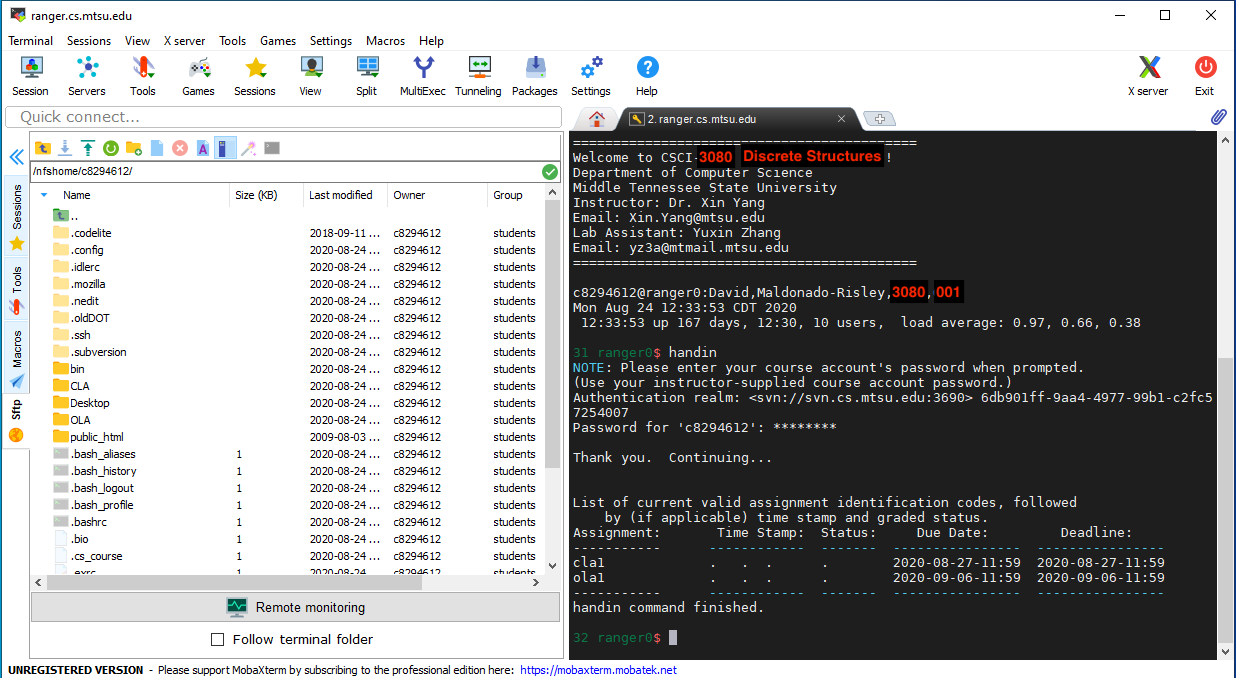 ranger.cs.mtsu.edu
Terminal Sessions View X server Tools Games Settings Macros Help
Session Servers Tools Games Sessions View Split MultiExec Tunneling Packages Settings Help X server Exit
Quick connect...
2. ranger.cs.mtsu.edu
Sessions
Tools
Macros
Sftp
/nfshome/c8294612/
Name Size (KB) Last modified Owner Group
..
.codelite 2018-09-11 ... c8294612 students
.config 2020-08-24 ... c8294612 students
.idlerc 2020-08-24 ... c8294612 students
.mozilla 2020-08-24 ... c8294612 students
.nedit 2020-08-24 ... c8294612 students
.oldDOT 2020-08-24 ... c8294612 students
.ssh 2020-08-24 ... c8294612 students
.subversion 2020-08-24 ... c8294612 students
bin 2020-08-24 ... c8294612 students
CLA 2020-08-24 ... c8294612 students
Desktop 2020-08-24 ... c8294612 students
OLA 2020-08-24 ... c8294612 students
public_html 2009-08-03 ... c8294612 students
.bash_aliases 1 2020-08-24 ... c8294612 students
.bash_history 1 2020-08-24 ... c8294612 students
.bash_logout 1 2020-08-24 ... c8294612 students
.bash_profile 1 2020-08-24 ... c8294612 students
.bashrc 1 2020-08-24 ... c8294612 students
.bio 1 2020-08-24 ... c8294612 students
.cs_course 1 2020-08-24 ... c8294612 students
.exrc 1 2020-08-24 ... c8294612 students
Remote monitoring
Follow terminal folder
===========================================
Welcome to CSCI-3080 Discrete Structures!
Department of Computer Science
Middle Tennessee State University
Instructor: Dr. Xin Yang
Email: Xin.Yang@mtsu.edu
Lab Assistant: Yuxin Zhang
Email: yz3a@mtmail.mtsu.edu
===========================================
c8294612@ranger0:David,Maldonado-Risley,3080,001
Mon Aug 24 12:33:53 CDT 2020
12:33:53 up 167 days, 12:30, 10 users, load average: 0.97, 0.66, 0.38
31 ranger0$ handin
NOTE: Please enter your course account's password when prompted.
(Use your instructor-supplied course account password.)
Authentication realm: <svn://svn.cs.mtsu.edu:3690> 6db901ff-9aa4-4977-99b1-c2fc5
7254007
Password for 'c8294612': ********
Thank you. Continuing...
List of current valid assignment identification codes, followed
by (if applicable) time stamp and graded status.
Assignment: Time Stamp: Status: Due Date: Deadline:
----------- ------------ ------- ---------------- ----------------
cla1 . . . . 2020-08-27-11:59 2020-08-27-11:59
ola1 . . . . 2020-09-06-11:59 2020-09-06-11:59
----------- ------------ ------- ---------------- ----------------
handin command finished.
32 ranger0$
UNREGISTERED VERSION - Please support MobaXterm by subscribing to the professional edition here: https://mobaxterm.mobatek.net